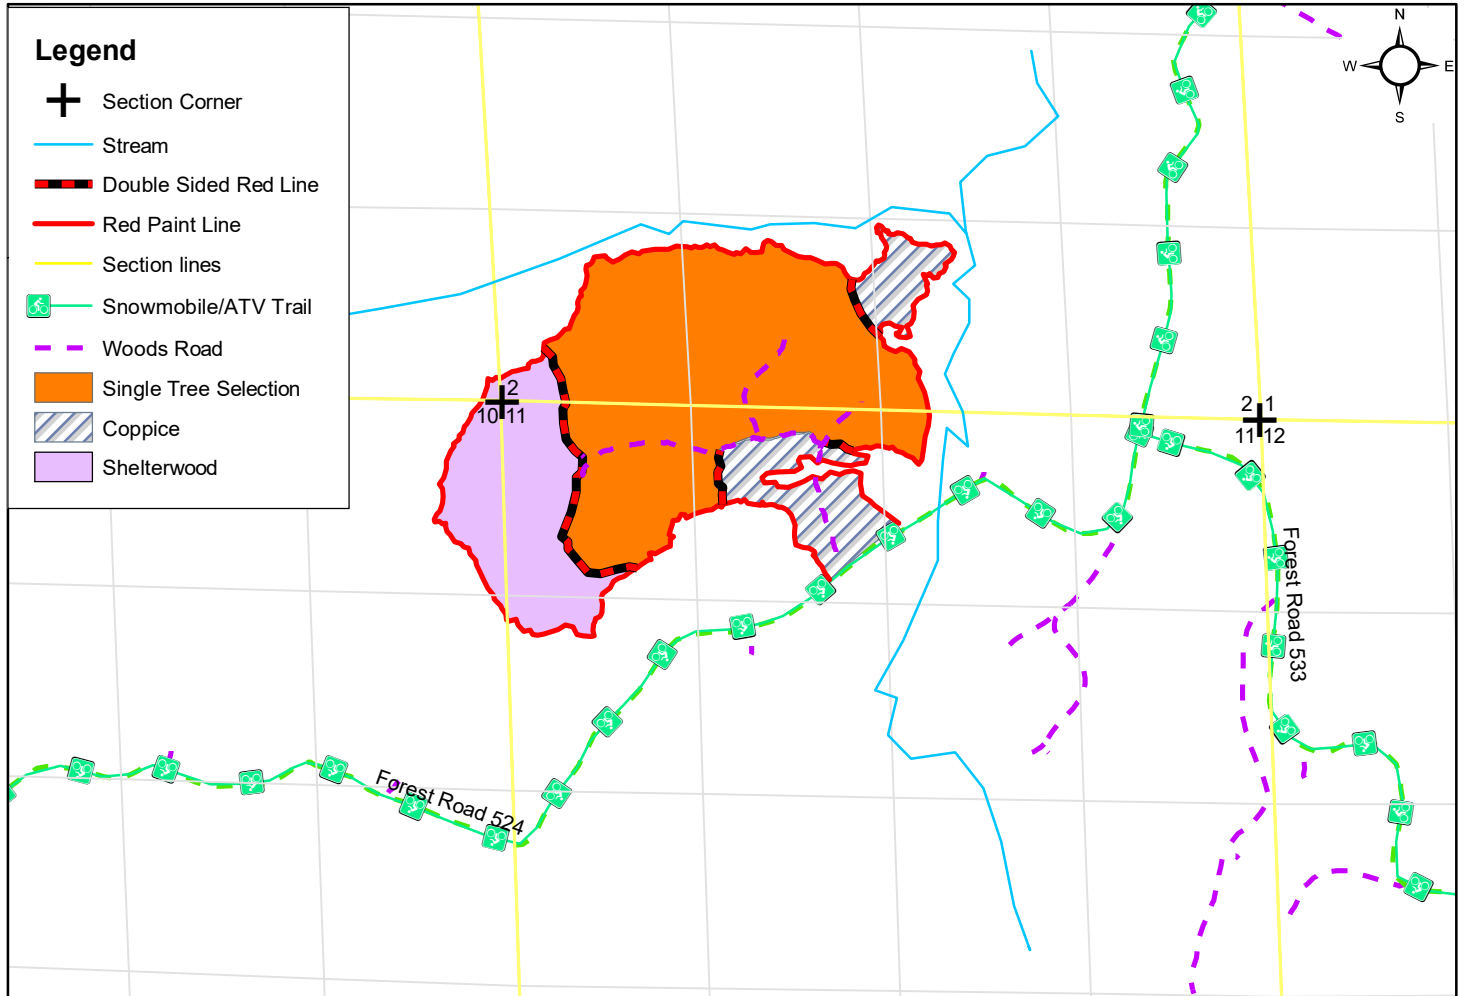 Legend
Section Corner
Stream
Double Sided Red Line
Red Paint Line
Section lines
Snowmobile/ATV Trail
Woods Road
Single Tree Selection
Coppice
Shelterwood
N
W E
S
2
10 11
2 1
11 12
Forest Road 533
Forest Road 524